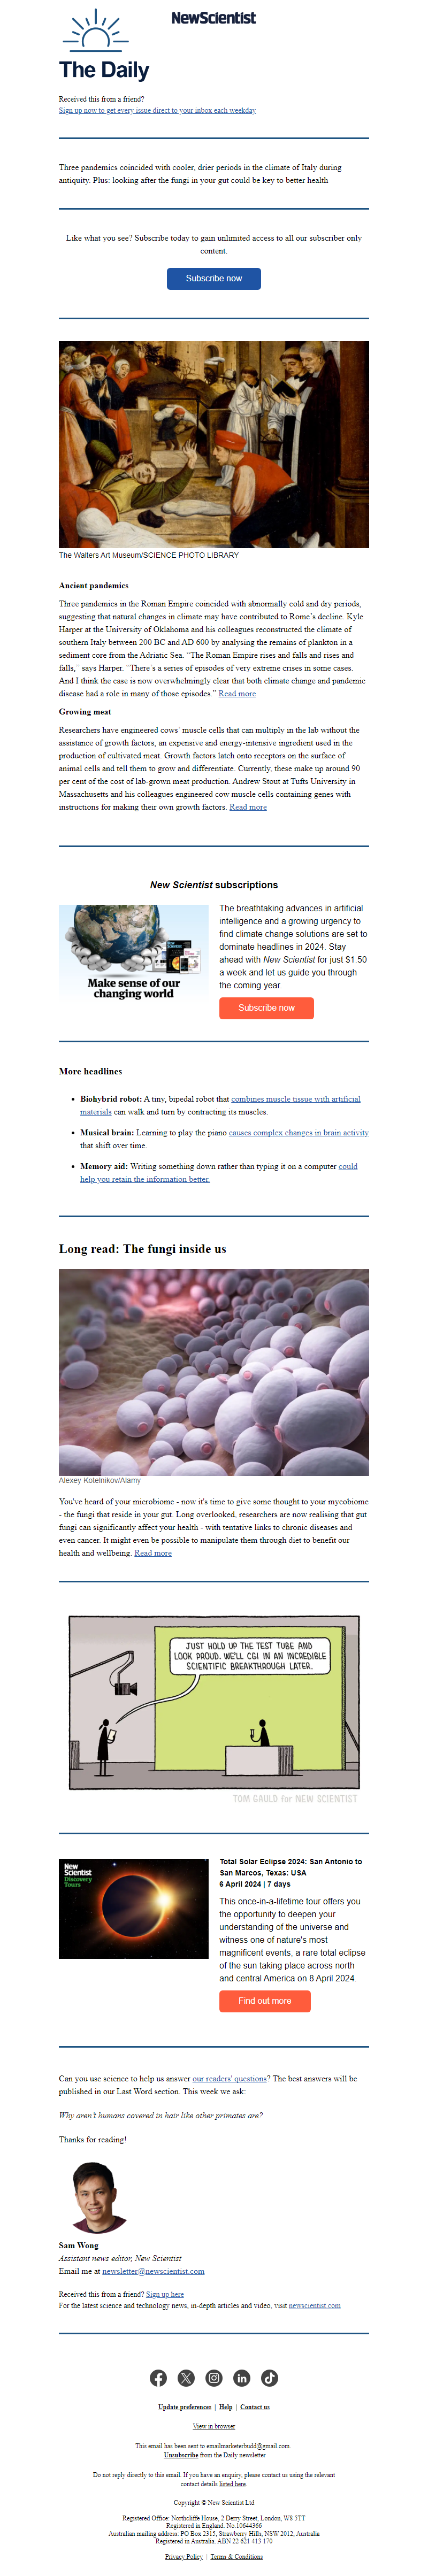 NewScientist
The Daily
Received this from a friend?
Sign up now to get every issue direct to your inbox each weekday
Three pandemics coincided with cooler, drier periods in the climate of Italy during
antiquity. Plus: looking after the fungi in your gut could be key to better health
Like what you see? Subscribe today to gain unlimited access to all our subscriber only
content.
Subscribe now
The Walters Art Museum/SCIENCE PHOTO LIBRARY
Ancient pandemics
Three pandemics in the Roman Empire coincided with abnormally cold and dry periods,
suggesting that natural changes in climate may have contributed to Rome's decline. Kyle
Harper at the University of Oklahoma and his colleagues reconstructed the climate of
southern Italy between 200 BC and AD 600 by analysing the remains of plankton in a
sediment core from the Adriatic Sea. "The Roman Empire rises and falls and rises and
falls," says Harper. "There's a series of episodes of very extreme crises in some cases.
And I think the case is now overwhelmingly clear that both climate change and pandemic
disease had a role in many of those episodes." Read more
Growing meat
Researchers have engineered cows' muscle cells that can multiply in the lab without the
assistance of growth factors, an expensive and energy-intensive ingredient used in the
production of cultivated meat. Growth factors latch onto receptors on the surface of
animal cells and tell them to grow and differentiate. Currently, these make up around 90
per cent of the cost of lab-grown meat production. Andrew Stout at Tufts University in
Massachusetts and his colleagues engineered cow muscle cells containing genes with
instructions for making their own growth factors. Read more
New Scientist subscriptions
Make sense of our
changing world
The breathtaking advances in artificial
intelligence and a growing urgency to
find climate change solutions are set to
dominate headlines in 2024. Stay
ahead with New Scientist for just $1.50
a week and let us guide you through
the coming year.
Subscribe now
More headlines
• Biohybrid robot: A tiny, bipedal robot that combines muscle tissue with artificial
materials can walk and turn by contracting its muscles.
• Musical brain: Learning to play the piano causes complex changes in brain activity
that shift over time.
• Memory aid: Writing something down rather than typing it on a computer could
help you retain the information better.
Long read: The fungi inside us
Alexey Kotelnikov/Alamy
You've heard of your microbiome - now it's time to give some thought to your mycobiome
- the fungi that reside in your gut. Long overlooked, researchers are now realising that gut
fungi can significantly affect your health - with tentative links to chronic diseases and
even cancer. It might even be possible to manipulate them through diet to benefit our
health and wellbeing. Read more
JUST HOLD UP THE TEST TUBE AND
LOOK PROUD. WE'LL CGI IN AN INCREDIBLE
SCIENTIFIC BREAKTHROUGH LATER.
TOM GAULD for NEW SCIENTIST
New
Scientist
Discovery
Tours
Total Solar Eclipse 2024: San Antonio to
San Marcos, Texas: USA
6 April 2024 | 7 days
This once-in-a-lifetime tour offers you
the opportunity to deepen your
understanding of the universe and
witness one of nature's most
magnificent events, a rare total eclipse
of the sun taking place across north
and central America on 8 April 2024.
Find out more
Can you use science to help us answer our readers' questions? The best answers will be
published in our Last Word section. This week we ask:
Why aren't humans covered in hair like other primates are?
Thanks for reading!
Sam Wong
Assistant news editor, New Scientist
Email me at newsletter@newscientist.com
Received this from a friend? Sign up here
For the latest science and technology news, in-depth articles and video, visit newscientist.com
Update preferences | Help | Contact us
View in browser
This email has been sent to emailmarketerbudd@gmail.com.
Unsubscribe from the Daily newsletter
Do not reply directly to this email. If you have an enquiry, please contact us using the relevant
contact details listed here.
Copyright © New Scientist Ltd
Registered Office: Northcliffe House, 2 Derry Street, London, W8 5TT
Registered in England. No.10644366
Australian mailing address: PO Box 2315, Strawberry Hills, NSW 2012, Australia
Registered in Australia. ABN 22 621 413 170
Privacy Policy | Terms & Conditions